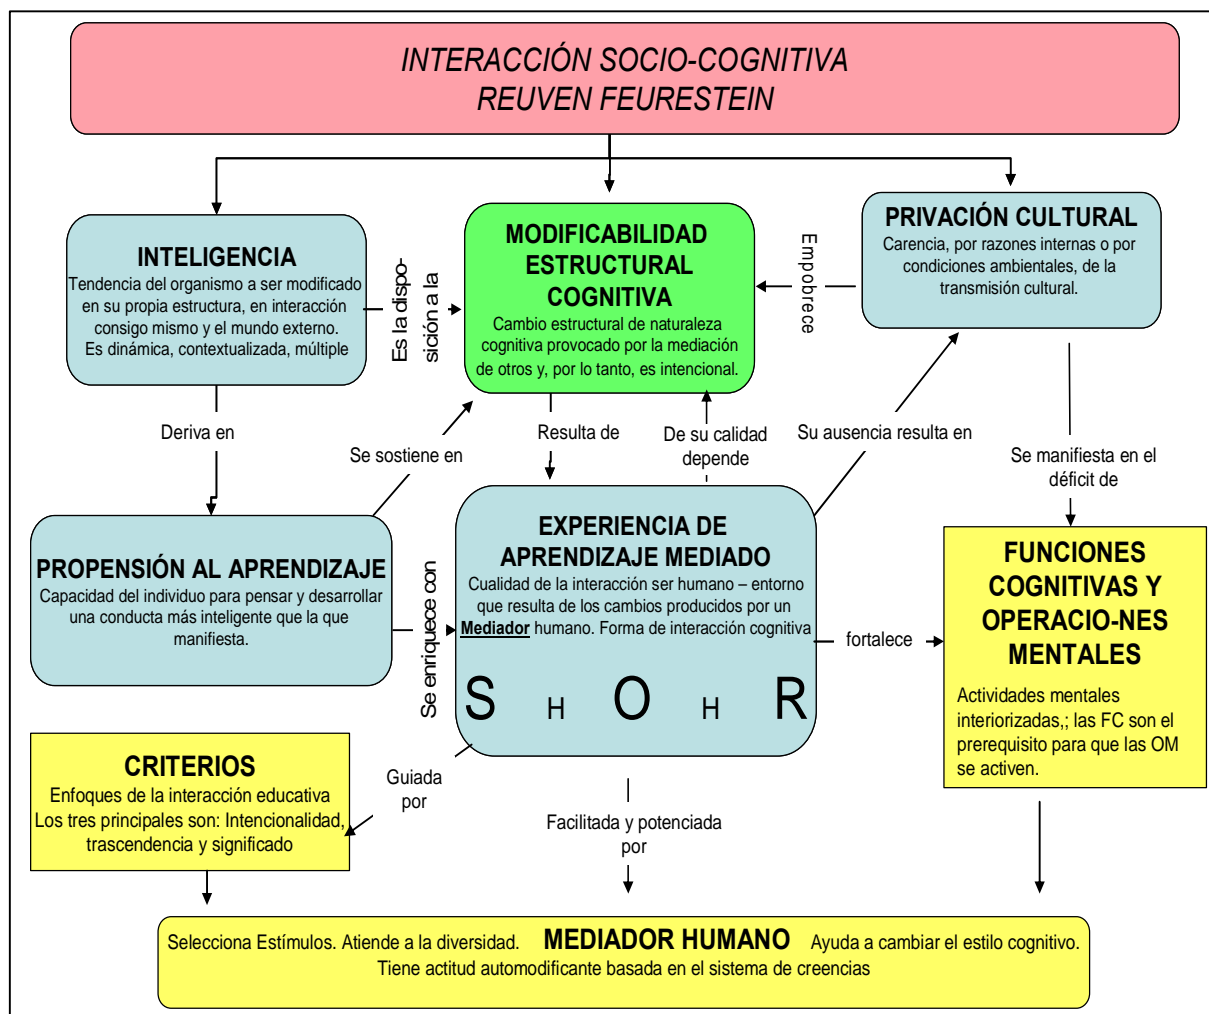 INTERACCIÓN SOCIO-COGNITIVA
REUVEN FEURESTEIN
INTELIGENCIA
Tendencia del organismo a ser modificado
en su propia estructura, en interacción
consigo mismo y el mundo externo.
Es dinámica, contextualizada, múltiple
Es la dispo-
sición a la
MODIFICABILIDAD
ESTRUCTURAL
COGNITIVA
Cambio estructural de naturaleza
cognitiva provocado por la mediación
de otros y, por lo tanto, es intencional.
Empobrece
PRIVACIÓN CULTURAL
Carencia, por razones internas o por
condiciones ambientales, de la
transmisión cultural.
Deriva en
Se sostiene en
Resulta de
De su calidad
depende
Su ausencia resulta en
Se manifiesta en el
déficit de
PROPENSIÓN AL APRENDIZAJE
Capacidad del individuo para pensar y desarrollar
una conducta más inteligente que la que
manifiesta.
Se enriquece con
EXPERIENCIA DE
APRENDIZAJE MEDIADO
Cualidad de la interacción ser humano – entorno
que resulta de los cambios producidos por un
Mediador humano. Forma de interacción cognitiva
S H O H R
fortalece
FUNCIONES
COGNITIVAS Y
OPERACIO-NES
MENTALES
Actividades mentales
interiorizadas,; las FC son el
prerequisito para que las OM
se activen.
CRITERIOS
Enfoques de la interacción educativa
Los tres principales son: Intencionalidad,
trascendencia y significado
Guiada
por
Facilitada y potenciada
por
Selecciona Estímulos. Atiende a la diversidad. MEDIADOR HUMANO Ayuda a cambiar el estilo cognitivo.
Tiene actitud automodificante basada en el sistema de creencias